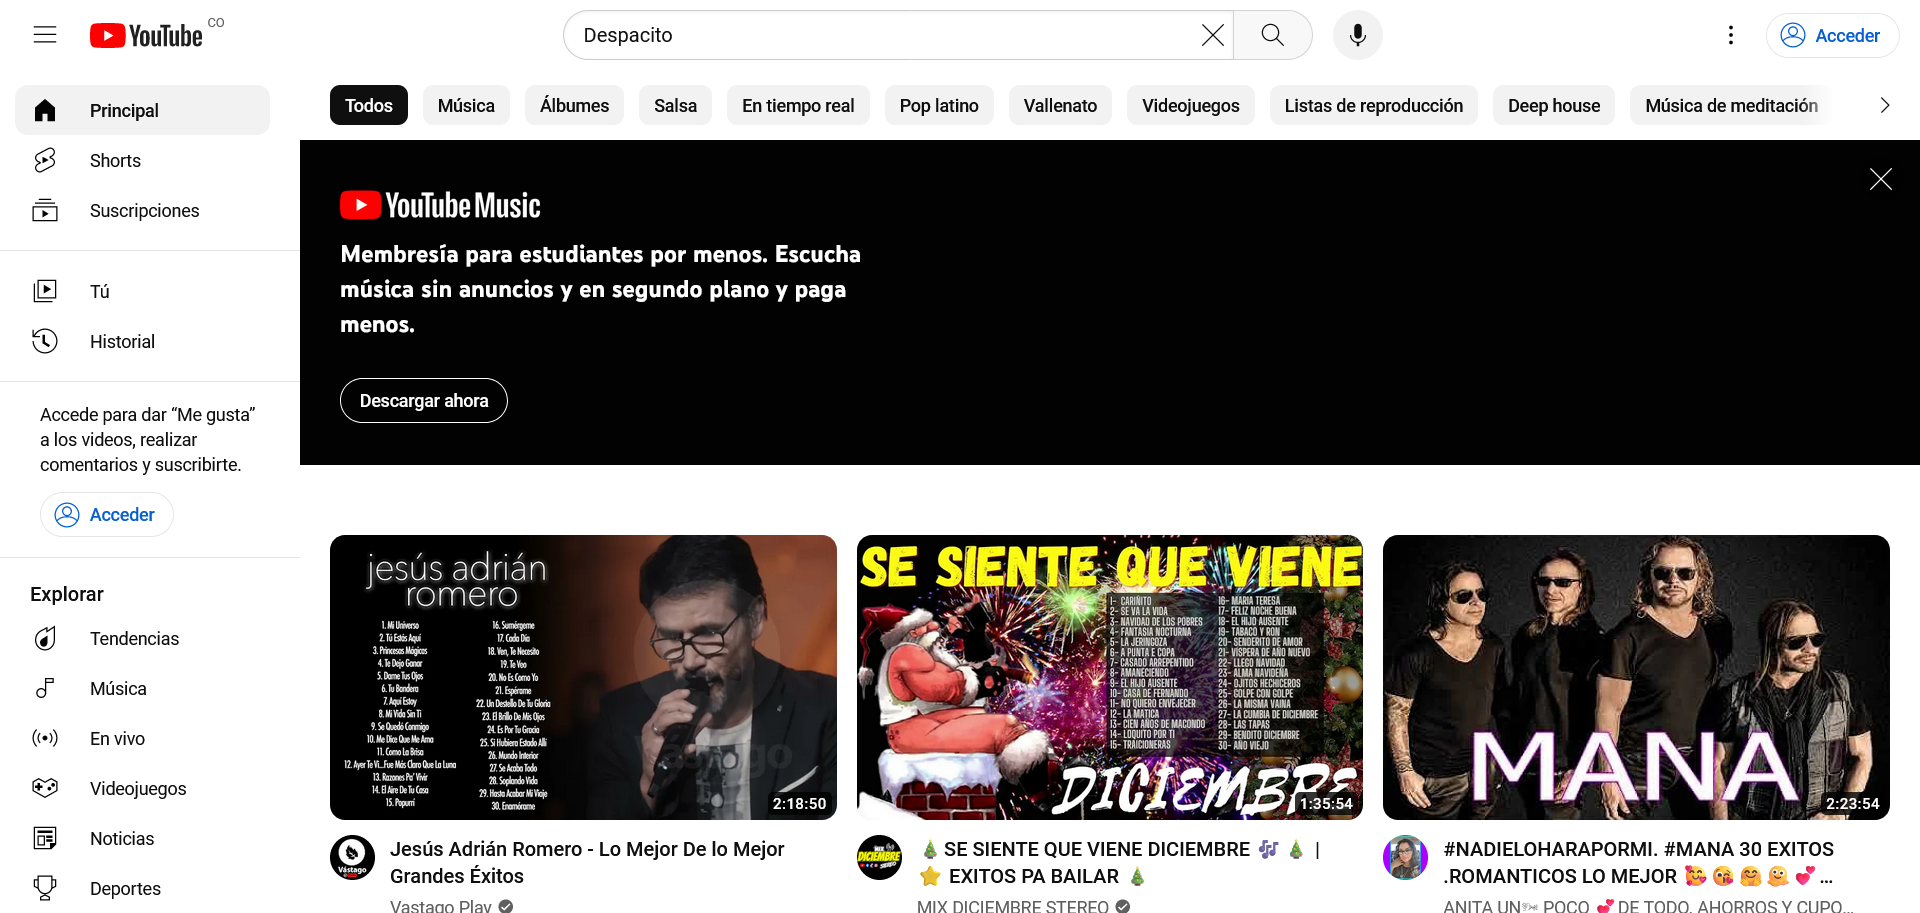 YouTube CO
Despacito
Acceder
Principal
Shorts
Suscripciones
Tú
Historial
Accede para dar “Me gusta”
a los videos, realizar
comentarios y suscribirte.
Acceder
Explorar
Tendencias
Música
En vivo
Videojuegos
Noticias
Deportes
Todos Música Álbumes Salsa En tiempo real Pop latino Vallenato Videojuegos Listas de reproducción Deep house Música de meditación
YouTube Music
Membresía para estudiantes por menos. Escucha
música sin anuncios y en segundo plano y paga
menos.
Descargar ahora
jesús adrián
romero
1. Mi Universo
2. Tú Estás Aquí
3. Princesas Mágicas
4. Te Dejo Ganar
5. Dame Tus Ojos
6. Tu Bandera
7. Aquí Estoy
8. Mi Vida Sin Ti
9. Se Quedó Conmigo
10. Me Dice Que Me Ama
11. Como La Brisa
12. Ayer Te Vi...Fue Más Claro Que La Luna
13. Razones Pa' Vivir
14. El Aire De Tu Casa
15. Popurrí
16. Sumérgeme
17. Cada Día
18. Ven, Te Necesito
19. Te Veo
20. No Es Como Yo
21. Espérame
22. Un Destello De Tu Gloria
23. El Brillo De Mis Ojos
24. Es Por Tu Gracia
25. Si Hubiera Estado Allí
26. Mundo Interior
27. Se Acaba Todo
28. Soplando Vida
29. Hasta Acabar Mi Viaje
30. Enamórame
Vástago
2:18:50
Vástago
Jesús Adrián Romero - Lo Mejor De lo Mejor
Grandes Éxitos
Vastago Play
SE SIENTE QUE VIENE
1- CARIÑITO
2- SE VA LA VIDA
3- NAVIDAD DE LOS POBRES
4- FANTASIA NOCTURNA
5- LA JERINGOZA
6- A PUNTA E COPA
7- CASADO ARREPENTIDO
8- AMANECIENDO
9- EL HIJO AUSENTE
10- CASA DE FERNANDO
11- NO QUIERO ENVEJECER
12- LA MATICA
13- CIEN AÑOS DE MACONDO
14- LOQUITO POR TI
15- TRAICIONERAS
16- MARIA TERESA
17- FELIZ NOCHE BUENA
18- EL HIJO AUSENTE
19- TABACO Y RON
20- SENDERITO DE AMOR
21- VÍSPERA DE AÑO NUEVO
22- LLEGO NAVIDAD
23- ALMA NAVIDEÑA
24- OJITOS HECHICEROS
25- GOLPE CON GOLPE
26- LA MISMA VAINA
27- LA CUMBIA DE DICIEMBRE
28- LAS TAPAS
29- BENDITO DICIEMBRE
30- AÑO VIEJO
DICIEMBRE
1:35:54
DICIEMBRE
🎄SE SIENTE QUE VIENE DICIEMBRE 🎶 🎄 |
⭐ EXITOS PA BAILAR 🎄
MIX DICIEMBRE STEREO
MANA
2:23:54
#NADIELOHARAPORMI. #MANA 30 EXITOS
.ROMANTICOS LO MEJOR 🥰 😘 🤗 🫠 💕 ...
ANITA UN POCO 💕 DE TODO, AHORROS Y CUPO...